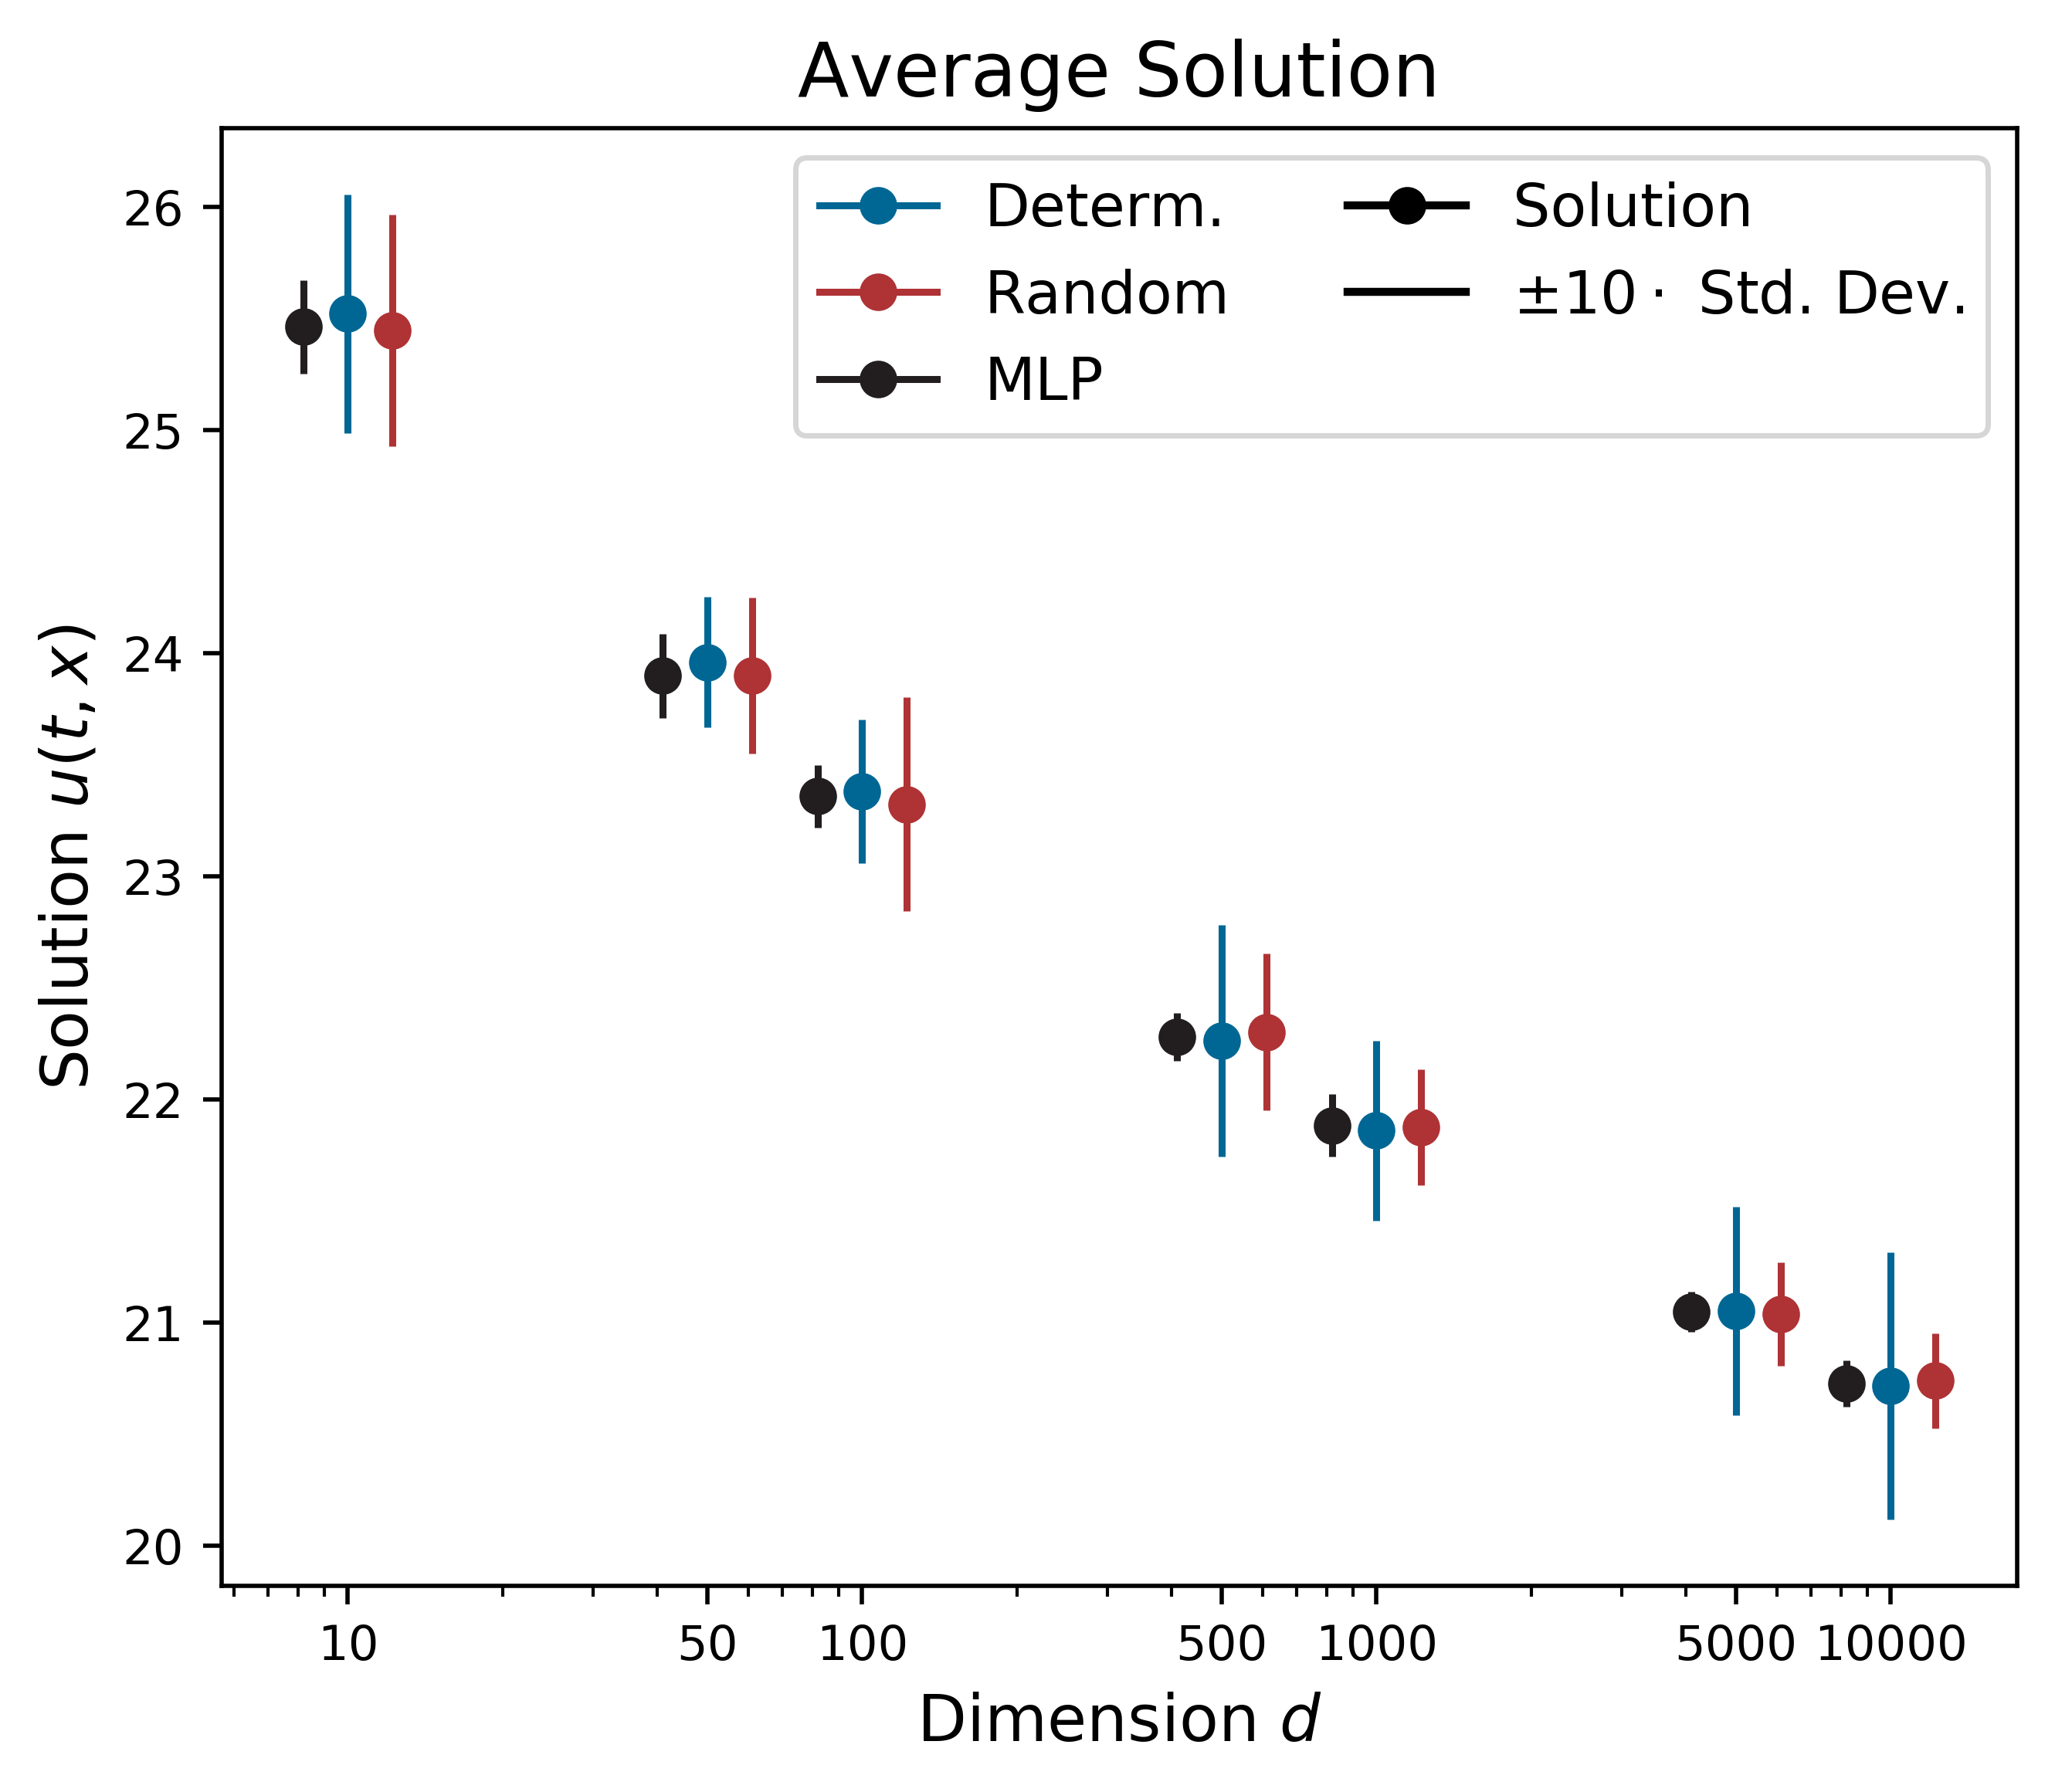 Average Solution
Determ.
Random
MLP
Solution
±10 · Std. Dev.
Solution u(t, x)
26
25
24
23
22
21
20
10 50 100 500 1000 5000 10000
Dimension d